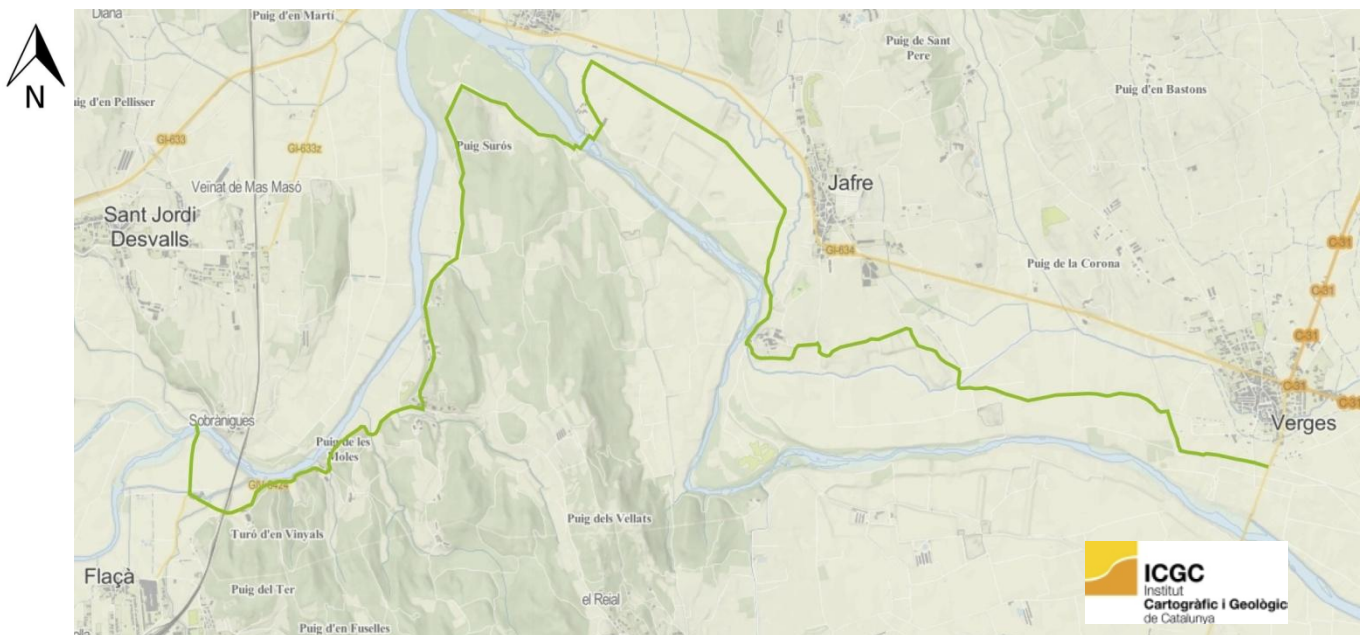 Diana
Puig d'en Martí
Puig de Sant
Pere
N
uig d'en Pellisser
Puig d'en Bastons
GI-633
GI-633z
Puig Surós
Veïnat de Mas Masó
Jafre
Sant Jordi
Desvalls
C-31
GI-634
Puig de la Corona
C-31
C-31
C-31
C-31
Sobrànigues
Verges
Puig de les
Moles
Puig dels Vellats
Turó d'en Vinyals
Flaçà
Puig del Ter
el Reial
Puig d'en Fuselles
ICGC
Institut
Cartogràfic i Geològic
de Catalunya